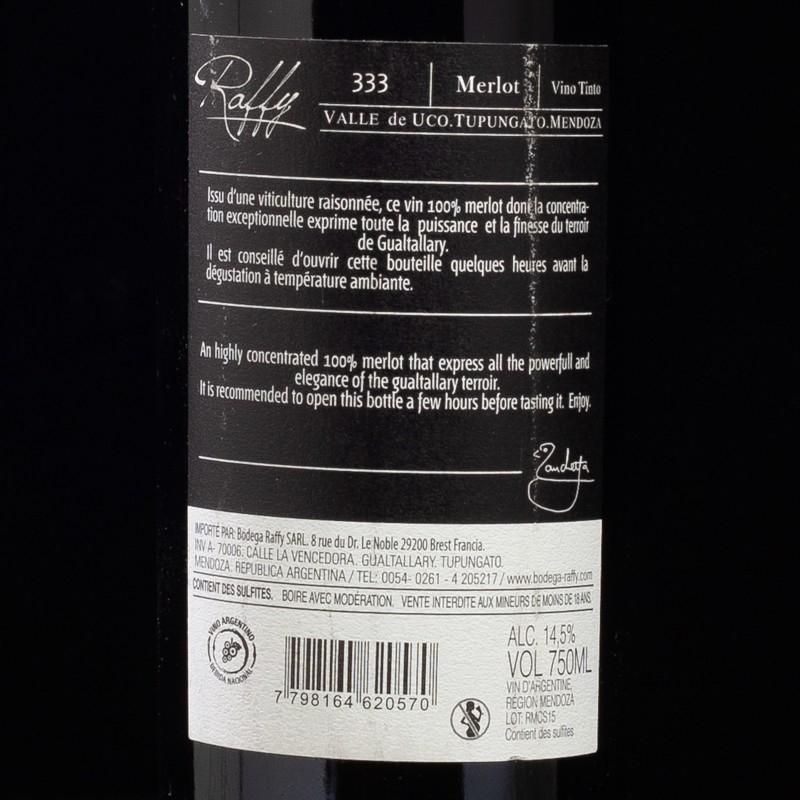 Raffy
333 | Merlot | Vino Tinto
VALLE de UCO.TUPUNGATO.MENDOZA
Issu d'une viticulture raisonnée, ce vin 100% merlot dont la concentra-
tion exceptionnelle exprime toute la puissance et la finesse du terroir
de Gualtallary.
Il est conseillé d'ouvrir cette bouteille quelques heures avant la
dégustation à température ambiante.
An highly concentrated 100% merlot that express all the powerfull and
elegance of the gualtallary terroir.
It is recommended to open this bottle a few hours before tasting it. Enjoy.
IMPORTÉ PAR: Bodega Raffy SARL. 8 rue du Dr. Le Noble 29200 Brest Francia.
INV A- 70006. CALLE LA VENCEDORA. GUALTALLARY. TUPUNGATO.
MENDOZA. REPUBLICA ARGENTINA / TEL: 0054- 0261 - 4 205217 / www.bodega-raffy.com
CONTIENT DES SULFITES. BOIRE AVEC MODÉRATION. VENTE INTERDITE AUX MINEURS DE MOINS DE 18 ANS.
VINO ARGENTINO
BEBIDA NACIONAL
7 798164 620570
ALC. 14,5%
VOL 750ML
VIN D'ARGENTINE,
RÉGION MENDOZA
LOT: RMCS15
Contient des sulfites